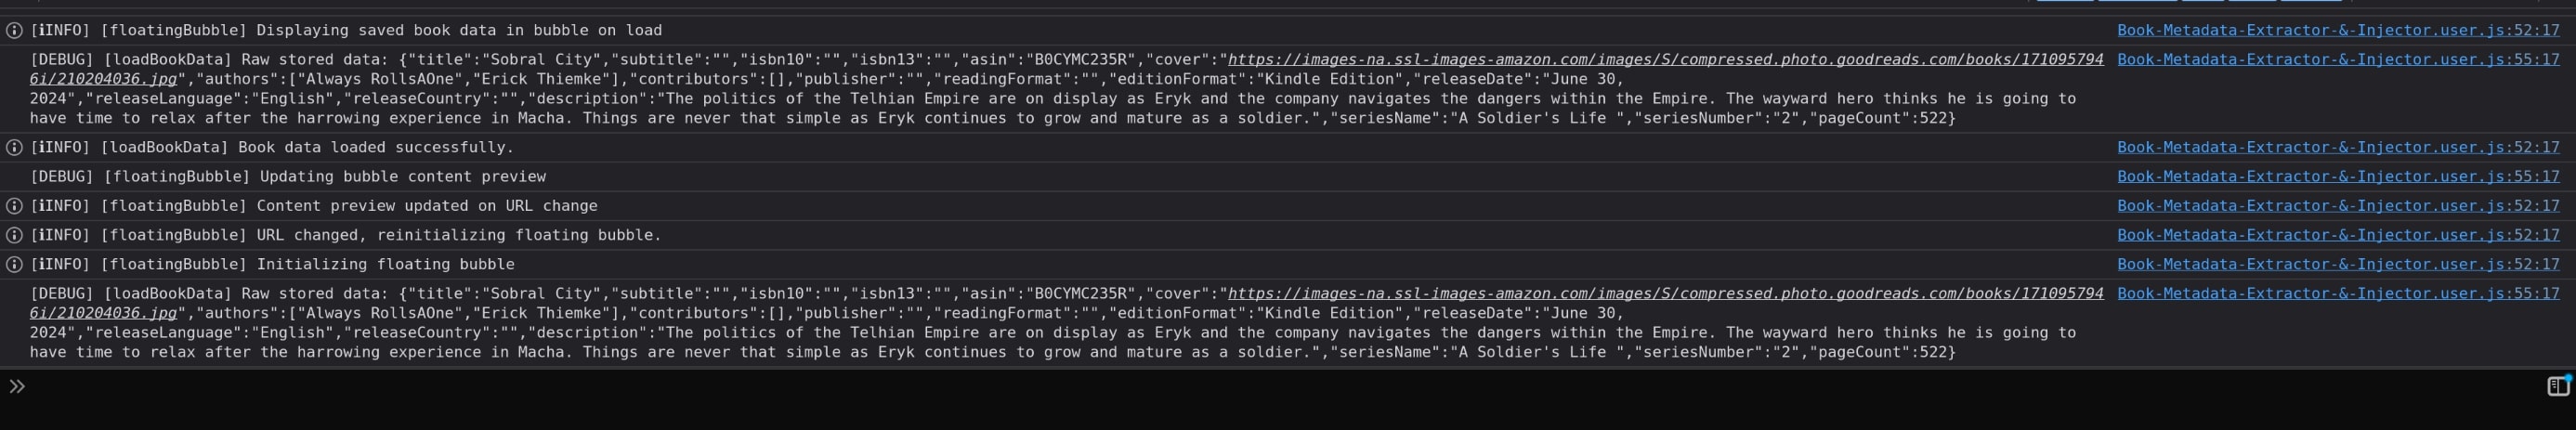 [ℹINFO] [floatingBubble] Displaying saved book data in bubble on load Book-Metadata-Extractor-&-Injector.user.js:52:17
[DEBUG] [loadBookData] Raw stored data: {"title":"Sobral City","subtitle":"","isbn10":"","isbn13":"","asin":"B0CYMC235R","cover":"https://images-na.ssl-images-amazon.com/images/S/compressed.photo.goodreads.com/books/171095794 Book-Metadata-Extractor-&-Injector.user.js:55:17
6i/210204036.jpg","authors":["Always RollsAOne","Erick Thiemke"],"contributors":[],"publisher":"","readingFormat":"","editionFormat":"Kindle Edition","releaseDate":"June 30,
2024","releaseLanguage":"English","releaseCountry":"","description":"The politics of the Telhian Empire are on display as Eryk and the company navigates the dangers within the Empire. The wayward hero thinks he is going to
have time to relax after the harrowing experience in Macha. Things are never that simple as Eryk continues to grow and mature as a soldier.","seriesName":"A Soldier's Life ","seriesNumber":"2","pageCount":522}
[ℹINFO] [loadBookData] Book data loaded successfully. Book-Metadata-Extractor-&-Injector.user.js:52:17
[DEBUG] [floatingBubble] Updating bubble content preview Book-Metadata-Extractor-&-Injector.user.js:55:17
[ℹINFO] [floatingBubble] Content preview updated on URL change Book-Metadata-Extractor-&-Injector.user.js:52:17
[ℹINFO] [floatingBubble] URL changed, reinitializing floating bubble. Book-Metadata-Extractor-&-Injector.user.js:52:17
[ℹINFO] [floatingBubble] Initializing floating bubble Book-Metadata-Extractor-&-Injector.user.js:52:17
[DEBUG] [loadBookData] Raw stored data: {"title":"Sobral City","subtitle":"","isbn10":"","isbn13":"","asin":"B0CYMC235R","cover":"https://images-na.ssl-images-amazon.com/images/S/compressed.photo.goodreads.com/books/171095794 Book-Metadata-Extractor-&-Injector.user.js:55:17
6i/210204036.jpg","authors":["Always RollsAOne","Erick Thiemke"],"contributors":[],"publisher":"","readingFormat":"","editionFormat":"Kindle Edition","releaseDate":"June 30,
2024","releaseLanguage":"English","releaseCountry":"","description":"The politics of the Telhian Empire are on display as Eryk and the company navigates the dangers within the Empire. The wayward hero thinks he is going to
have time to relax after the harrowing experience in Macha. Things are never that simple as Eryk continues to grow and mature as a soldier.","seriesName":"A Soldier's Life ","seriesNumber":"2","pageCount":522}